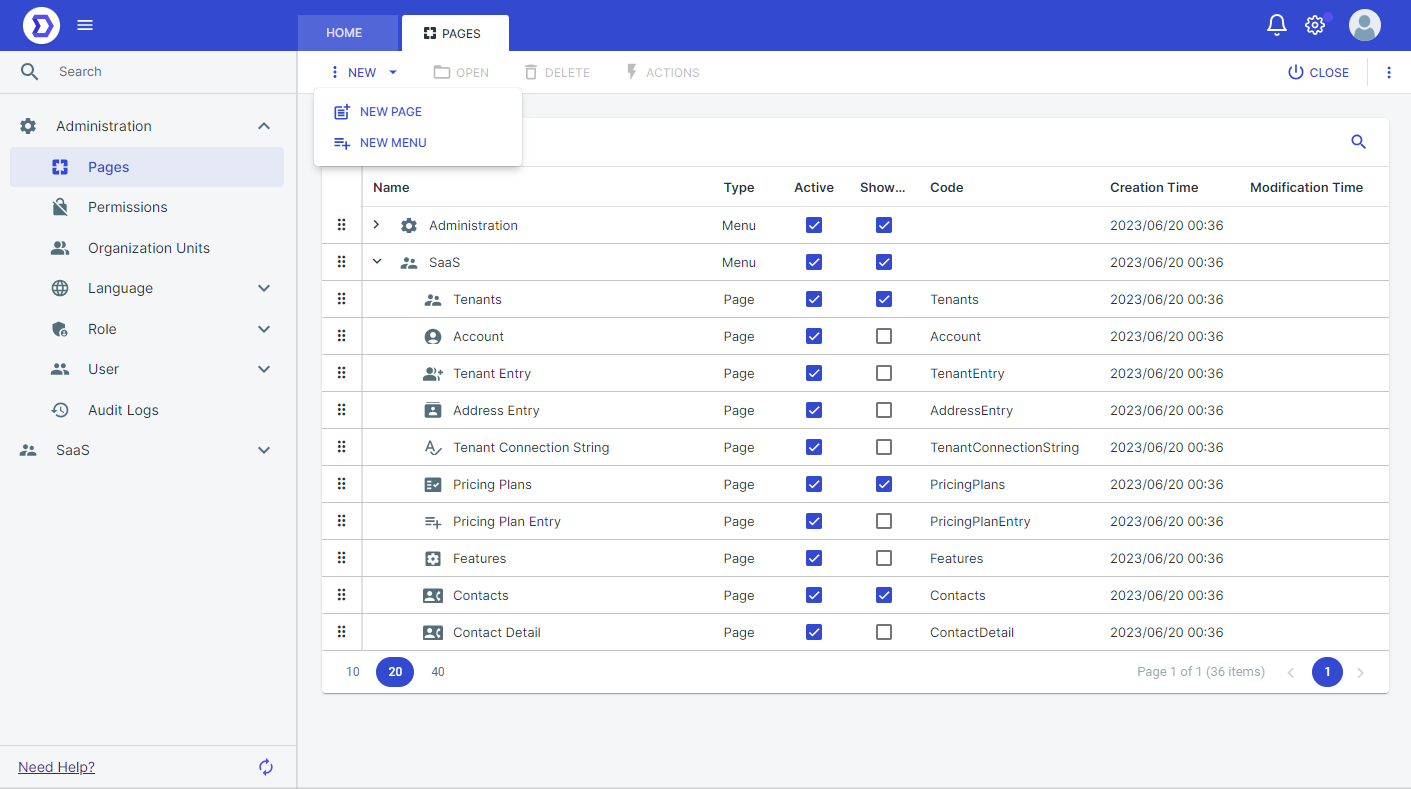 HOME
PAGES
Search
NEW
OPEN
DELETE
ACTIONS
CLOSE
NEW PAGE
NEW MENU
Administration
Pages
Permissions
Organization Units
Language
Role
User
Audit Logs
SaaS
Name Type Active Show... Code Creation Time Modification Time
Administration Menu 2023/06/20 00:36
SaaS Menu 2023/06/20 00:36
Tenants Page Tenants 2023/06/20 00:36
Account Page Account 2023/06/20 00:36
Tenant Entry Page TenantEntry 2023/06/20 00:36
Address Entry Page AddressEntry 2023/06/20 00:36
Tenant Connection String Page TenantConnectionString 2023/06/20 00:36
Pricing Plans Page PricingPlans 2023/06/20 00:36
Pricing Plan Entry Page PricingPlanEntry 2023/06/20 00:36
Features Page Features 2023/06/20 00:36
Contacts Page Contacts 2023/06/20 00:36
Contact Detail Page ContactDetail 2023/06/20 00:36
10 20 40 Page 1 of 1 (36 items) 1
Need Help?